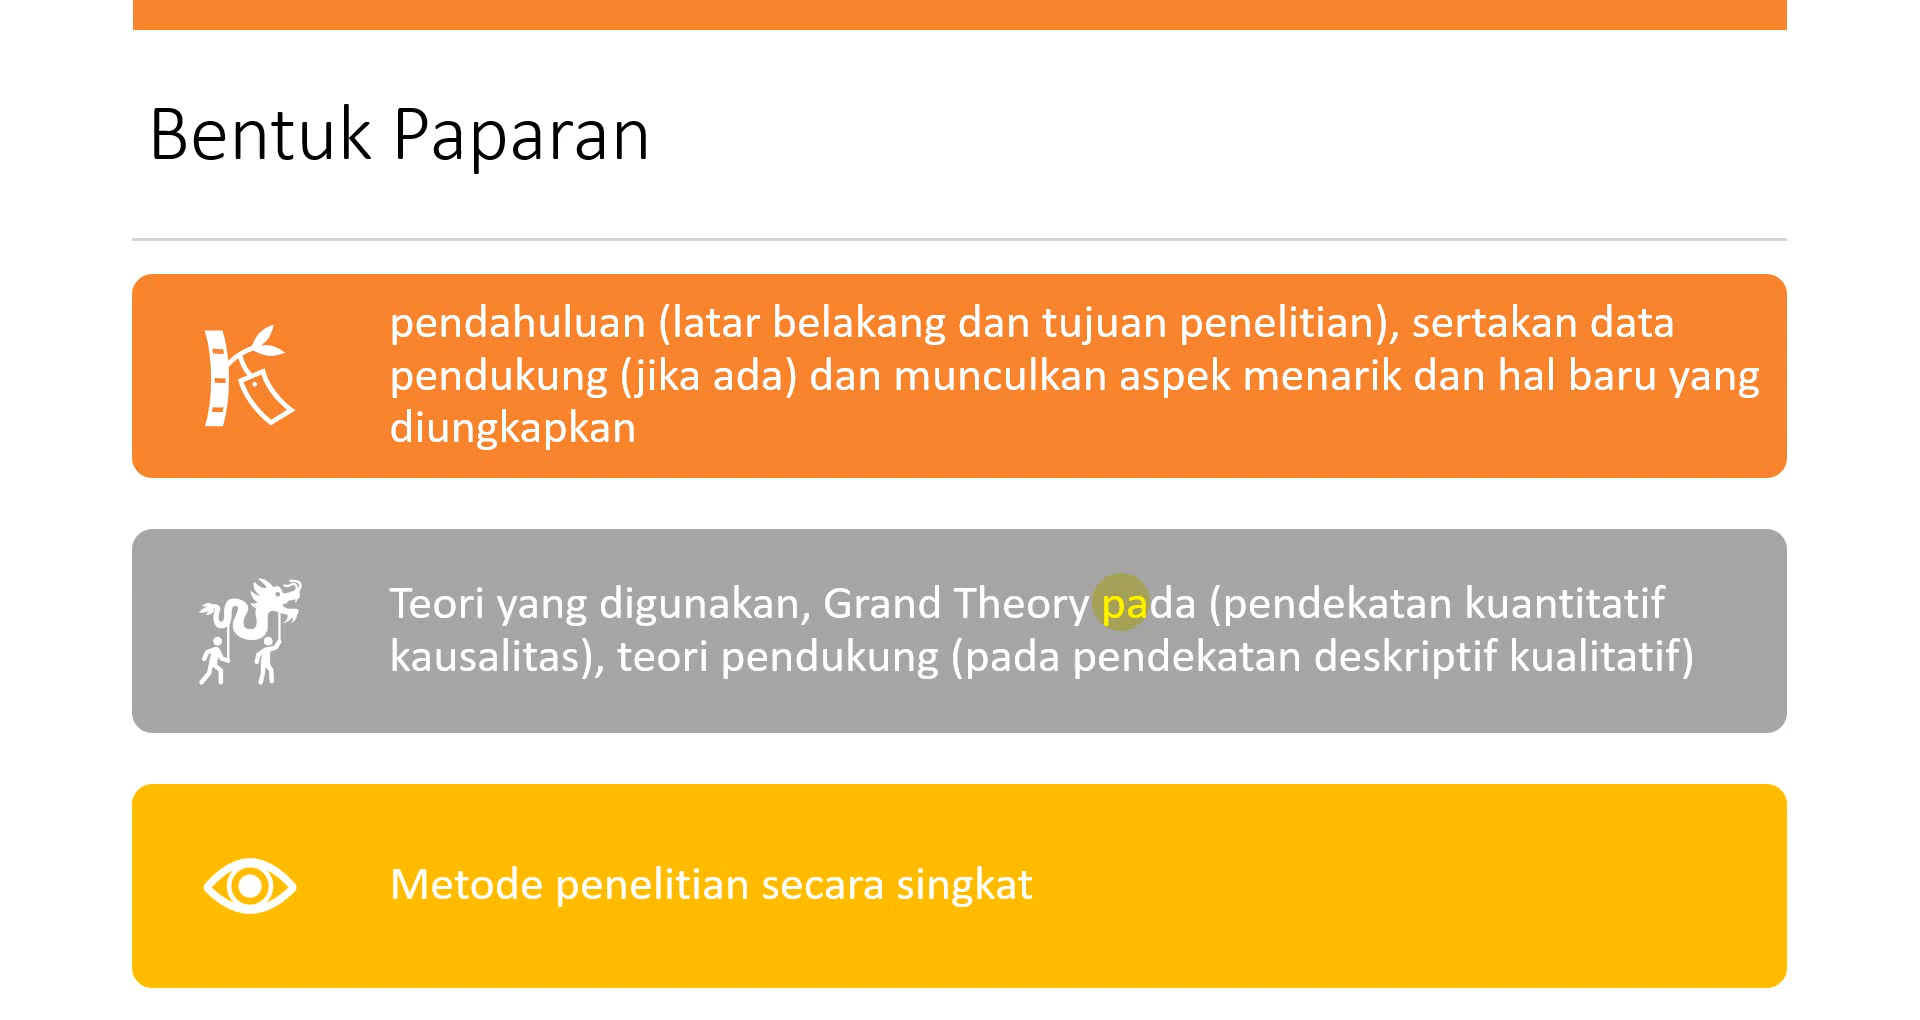 Bentuk Paparan
pendahuluan (latar belakang dan tujuan penelitian), sertakan data
pendukung (jika ada) dan munculkan aspek menarik dan hal baru yang
diungkapkan
Teori yang digunakan, Grand Theory pada (pendekatan kuantitatif
kausalitas), teori pendukung (pada pendekatan deskriptif kualitatif)
Metode penelitian secara singkat